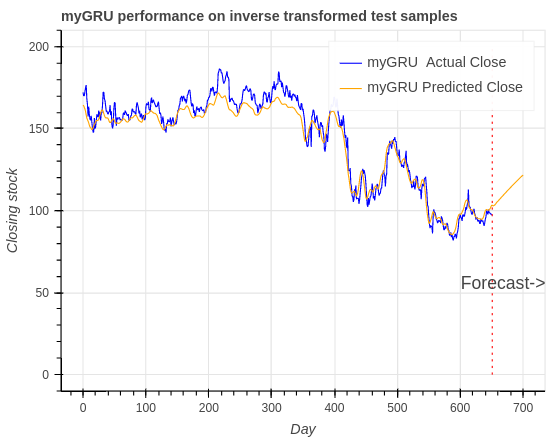 myGRU performance on inverse transformed test samples
200
myGRU  Actual Close
myGRU Predicted Close
150
Closing stock
100
Forecast->
50
0
0 100 200 300 400 500 600 700
Day